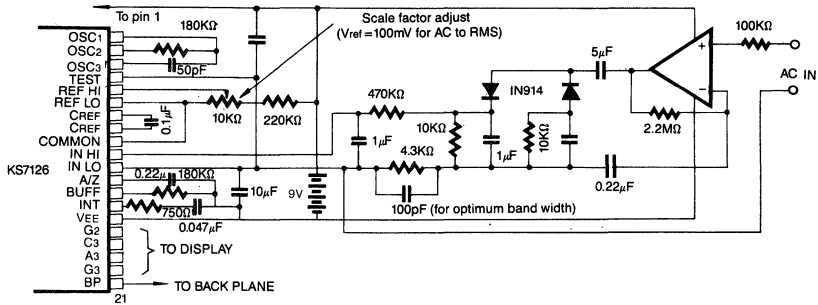 To pin 1
180KΩ
Scale factor adjust
(Vref=100mV for AC to RMS)
100KΩ
AC IN
5μF
IN914
2.2MΩ
OSC1
OSC2
OSC3
TEST
REF HI
REF LO
CREF
CREF
COMMON
IN HI
IN LO
A/Z
BUFF
INT
VEE
G2
C3
A3
G3
BP
21
KS7126
50pF
0.1μF
10KΩ
220KΩ
470KΩ
10KΩ
1μF
4.3KΩ
1μF
10KΩ
0.22μF
0.22μ
180KΩ
10μF
9V
750Ω
0.047μF
100pF (for optimum band width)
TO DISPLAY
TO BACK PLANE